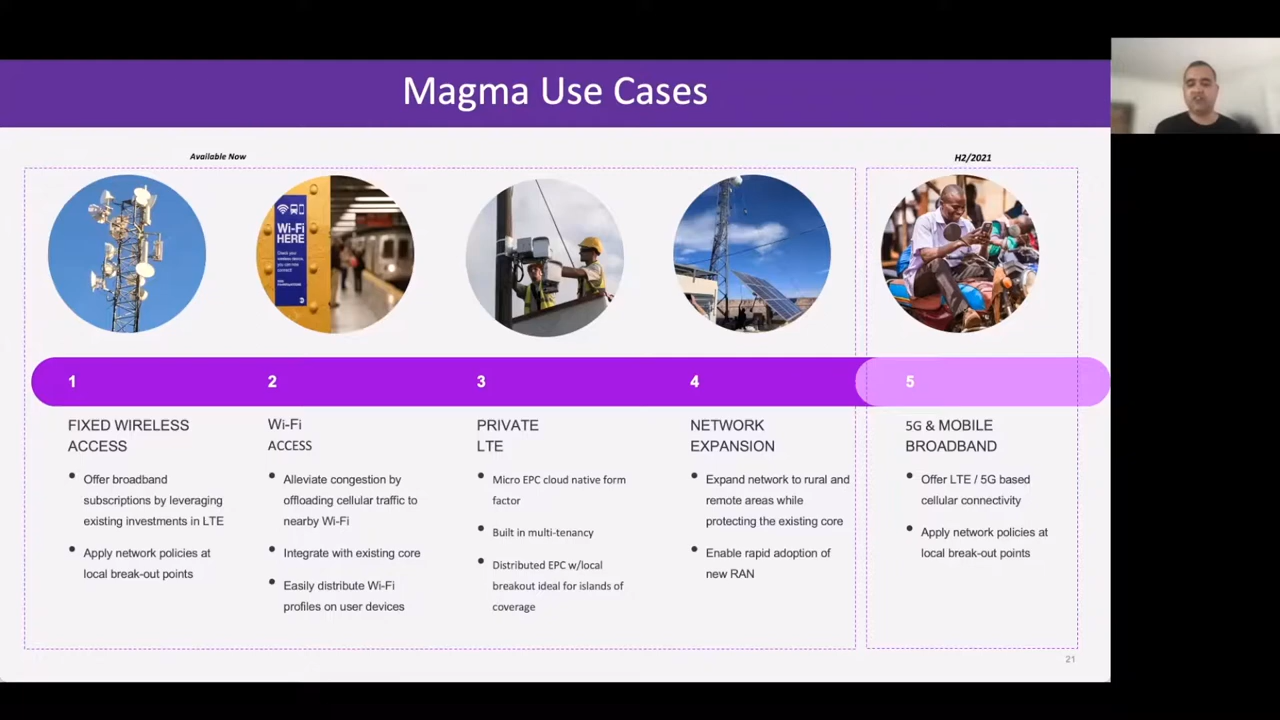 Magma Use Cases
Available Now
H2/2021
Wi-Fi
HERE
1
2
3
4
5
FIXED WIRELESS
ACCESS
Offer broadband
subscriptions by leveraging
existing investments in LTE
Apply network policies at
local break-out points
Wi-Fi
ACCESS
Alleviate congestion by
offloading cellular traffic to
nearby Wi-Fi
Integrate with existing core
Easily distribute Wi-Fi
profiles on user devices
PRIVATE
LTE
Micro EPC cloud native form
factor
Built in multi-tenancy
Distributed EPC w/local
breakout ideal for islands of
coverage
NETWORK
EXPANSION
Expand network to rural and
remote areas while
protecting the existing core
Enable rapid adoption of
new RAN
5G & MOBILE
BROADBAND
Offer LTE / 5G based
cellular connectivity
Apply network policies at
local break-out points
21